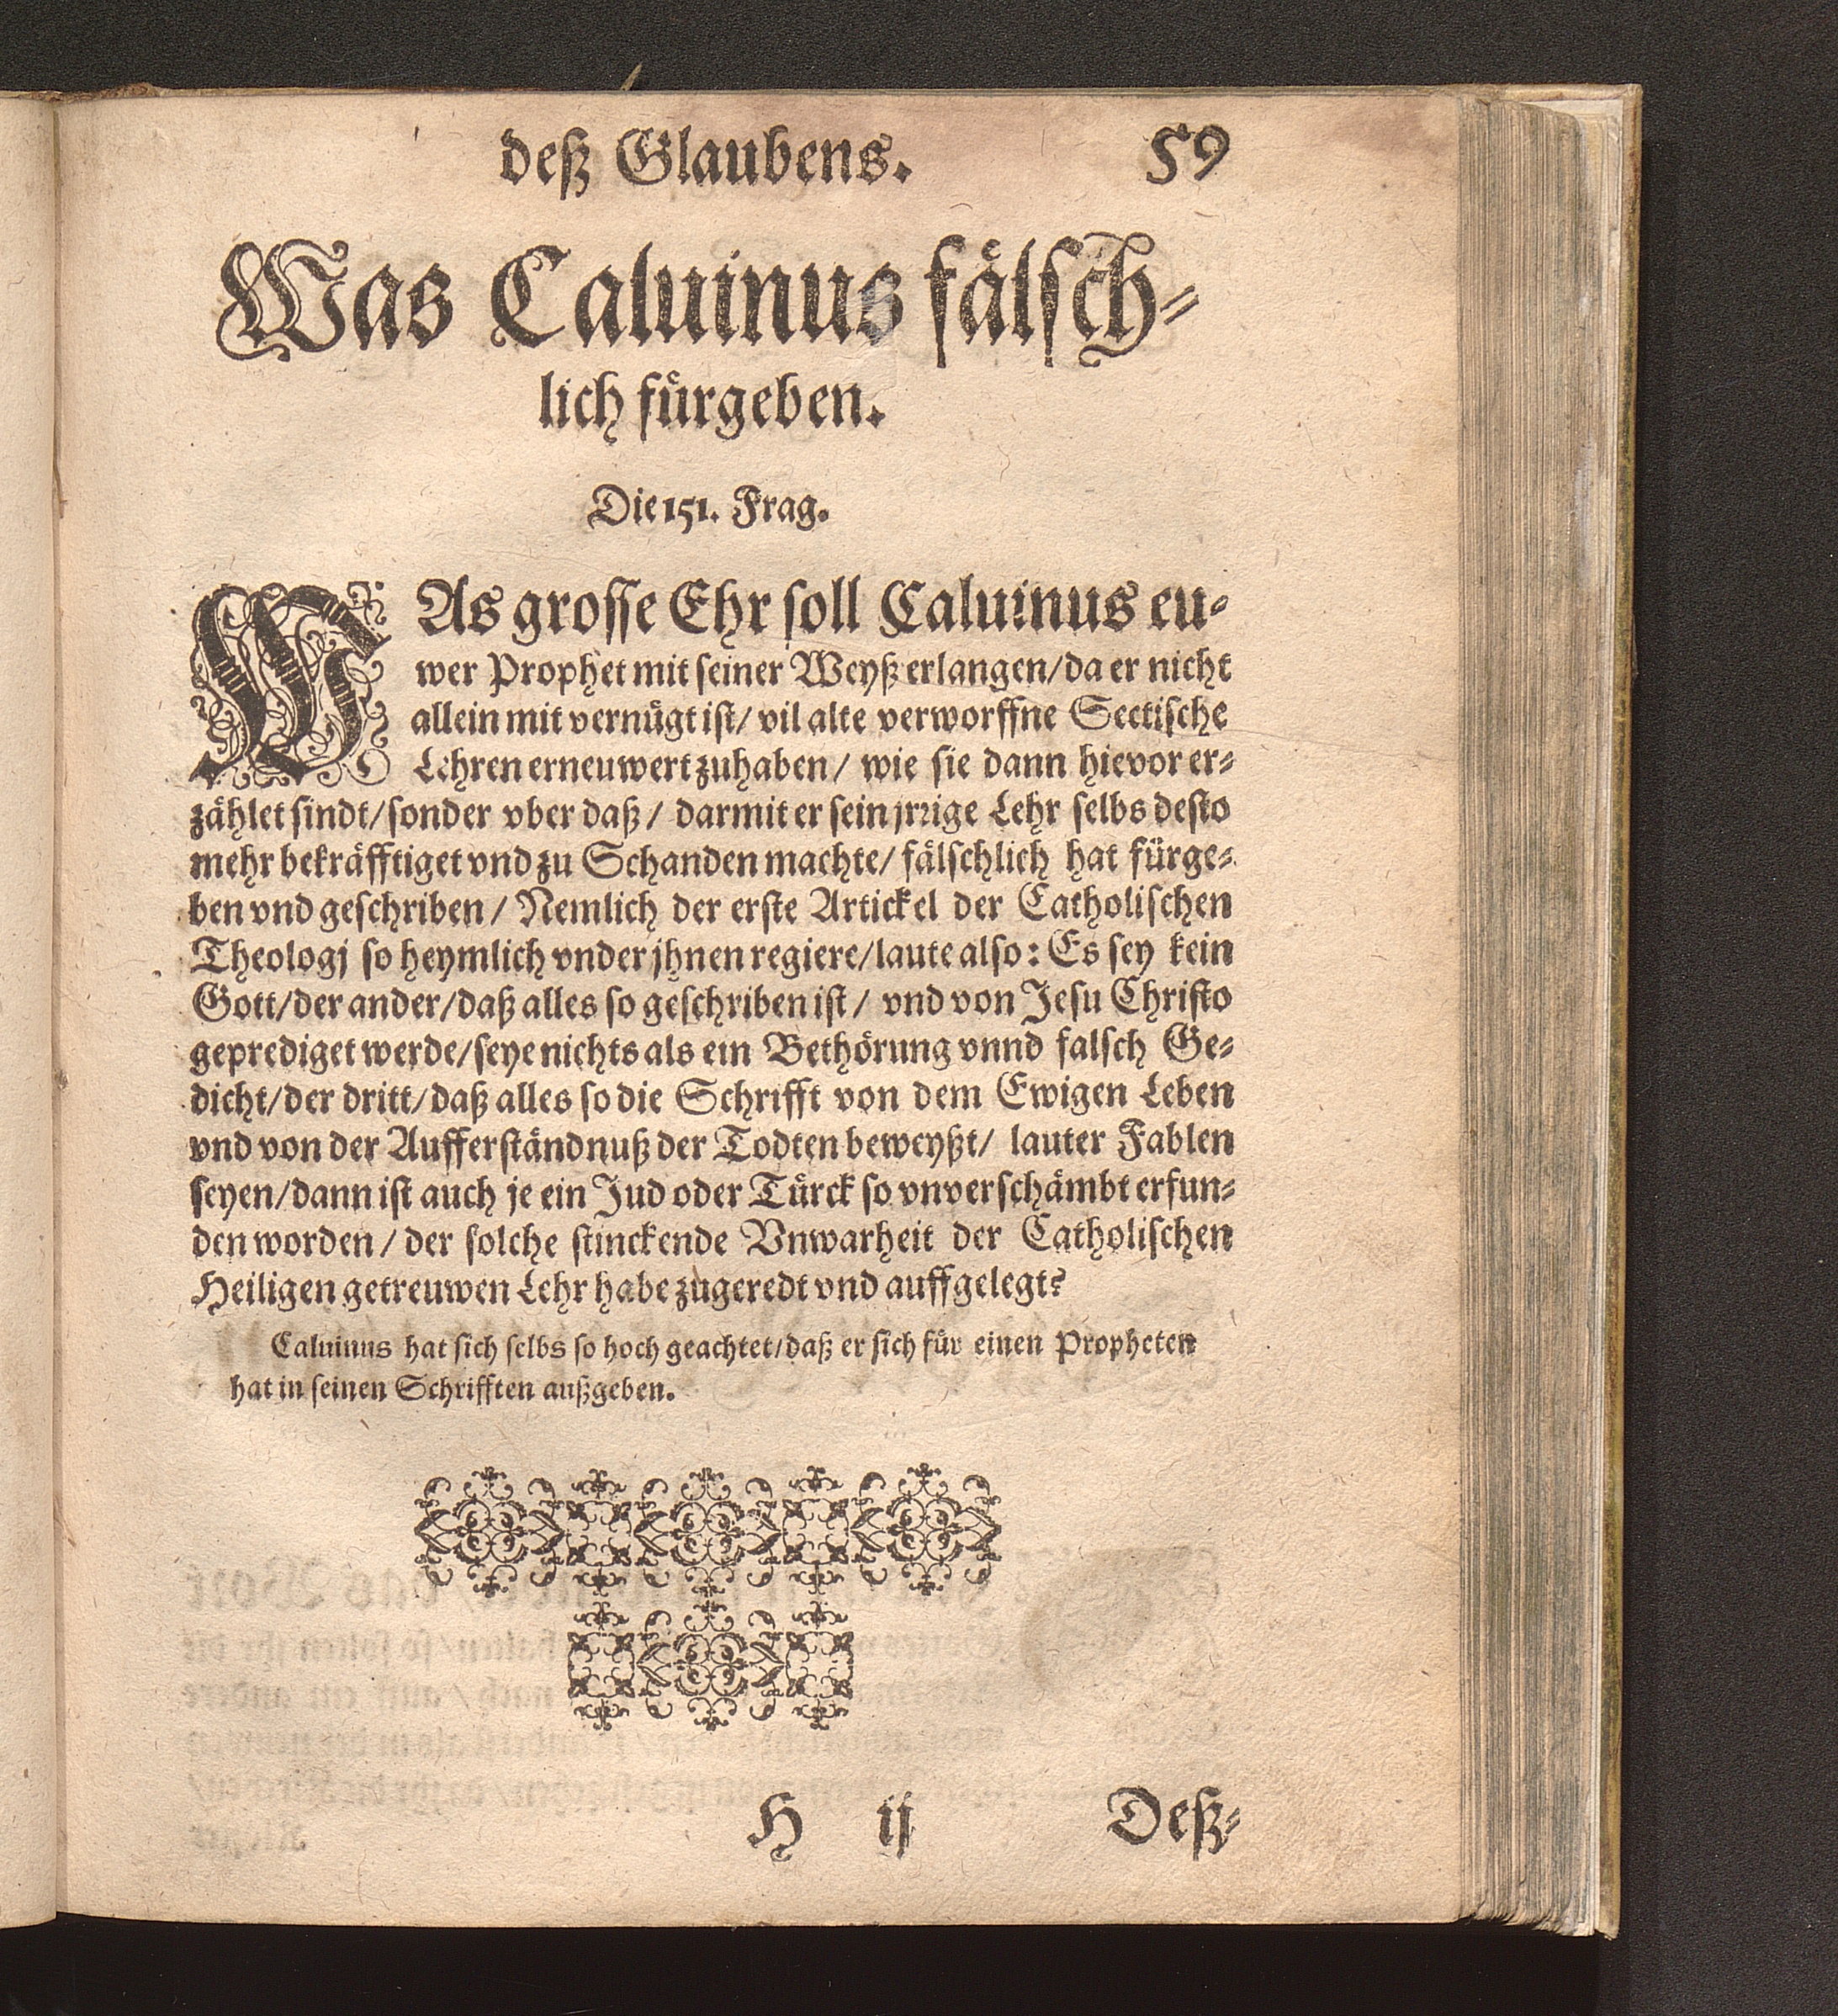 deß Glaubens. 59
Was Caluinus fälsch-
lich fürgeben.
Die 151. Frag.
WAs grosse Ehr soll Caluinus eu-
wer Prophet mit seiner Weyß erlangen/da er nicht
allein mit vernügt ist/ vil alte verworffne Sectische
Lehren erneuwert zuhaben/ wie sie dann hievor er-
zählet sindt/sonder vber daß/ darmit er sein jrrige Lehr selbs desto
mehr bekräfftiget vnd zu Schanden machte/ fälschlich hat fürge-
ben vnd geschriben/ Nemlich der erste Artickel der Catholischen
Theologj so heymlich vnder jhnen regiere/laute also: Es sey kein
Gott/der ander/daß alles so geschriben ist/ vnd von Jesu Christo
geprediget werde/seye nichts als ein Bethörung vnnd falsch Ge-
dicht/der dritt/daß alles so die Schrifft von dem Ewigen Leben
vnd von der Aufferständnuß der Todten beweyßt/ lauter Fablen
seyen/dann ist auch je ein Jud oder Türck so vnverschämbt erfun-
den worden/ der solche stinckende Vnwarheit der Catholischen
Heiligen getreuwen Lehr habe zugeredt vnd auffgelegt?
Caluinus hat sich selbs so hoch geachtet/daß er sich für einen Propheten
hat in seinen Schrifften außgeben.
H ij Deß-